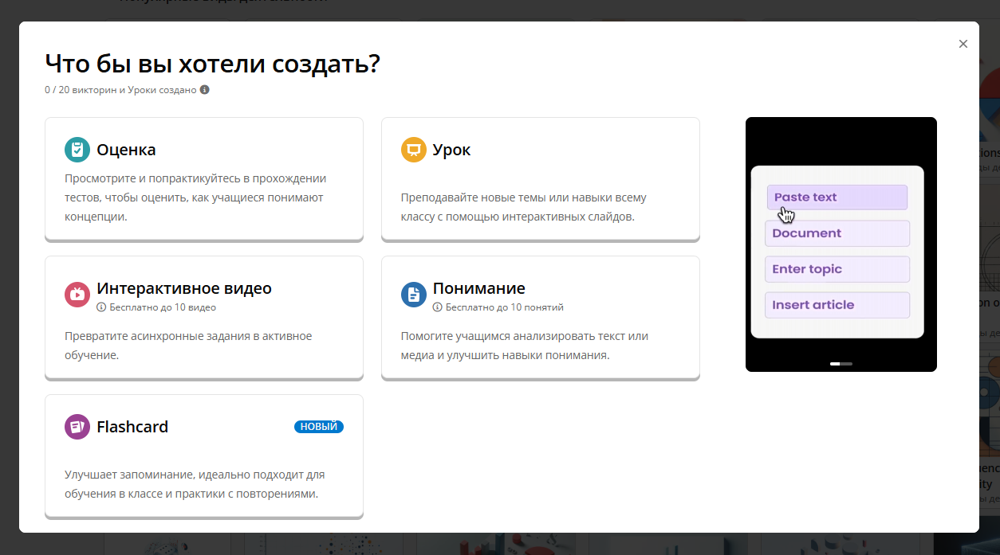 Популярные виды деятельности
Что бы вы хотели создать?
0 / 20 викторин и Уроки создано
Оценка
Просмотрите и попрактикуйтесь в прохождении
тестов, чтобы оценить, как учащиеся понимают
концепции.
Урок
Преподавайте новые темы или навыки всему
классу с помощью интерактивных слайдов.
Интерактивное видео
Бесплатно до 10 видео
Превратите асинхронные задания в активное
обучение.
Понимание
Бесплатно до 10 понятий
Помогите учащимся анализировать текст или
медиа и улучшить навыки понимания.
Flashcard
НОВЫЙ
Улучшает запоминание, идеально подходит для
обучения в классе и практики с повторениями.
Paste text
Document
Enter topic
Insert article